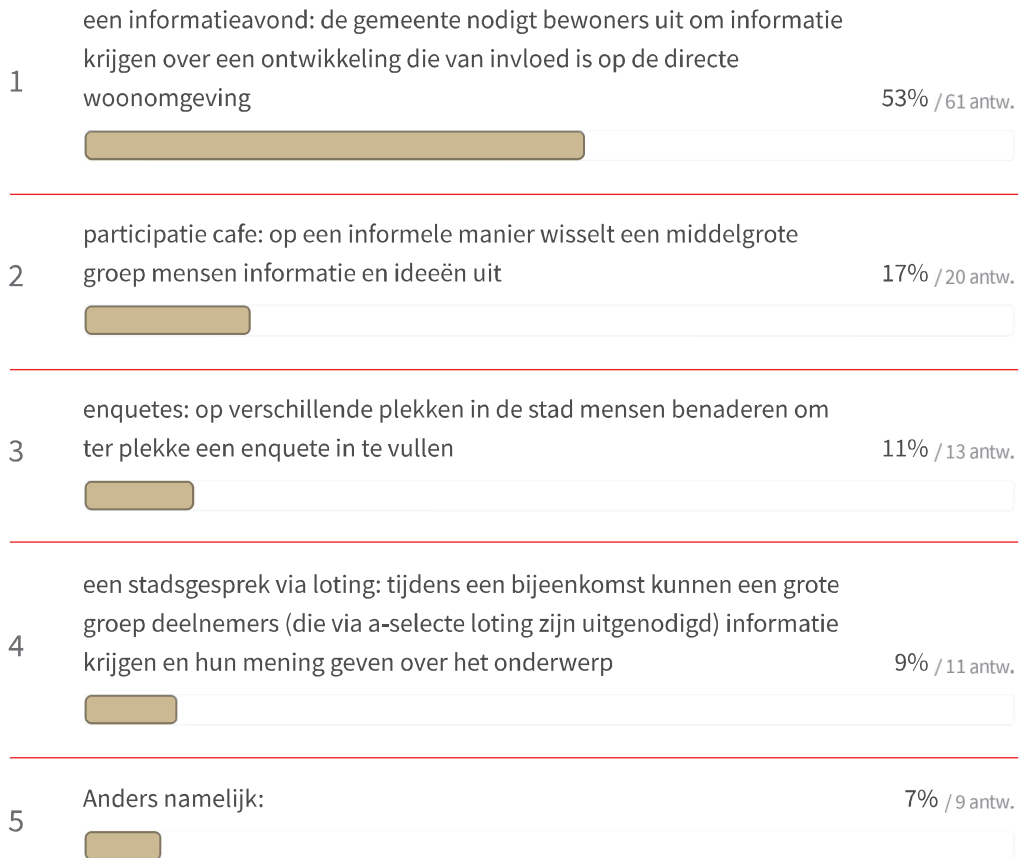 een informatieavond: de gemeente nodigt bewoners uit om informatie
krijgen over een ontwikkeling die van invloed is op de directe
1
woonomgeving
53% / 61 antw.
participatie cafe: op een informele manier wisselt een middelgrote
2
groep mensen informatie en ideeën uit
17% / 20 antw.
enquetes: op verschillende plekken in de stad mensen benaderen om
3
ter plekke een enquete in te vullen
11% / 13 antw.
een stadsgesprek via loting: tijdens een bijeenkomst kunnen een grote
groep deelnemers (die via a-selecte loting zijn uitgenodigd) informatie
4
krijgen en hun mening geven over het onderwerp
9% / 11 antw.
Anders namelijk:
7% / 9 antw.
5